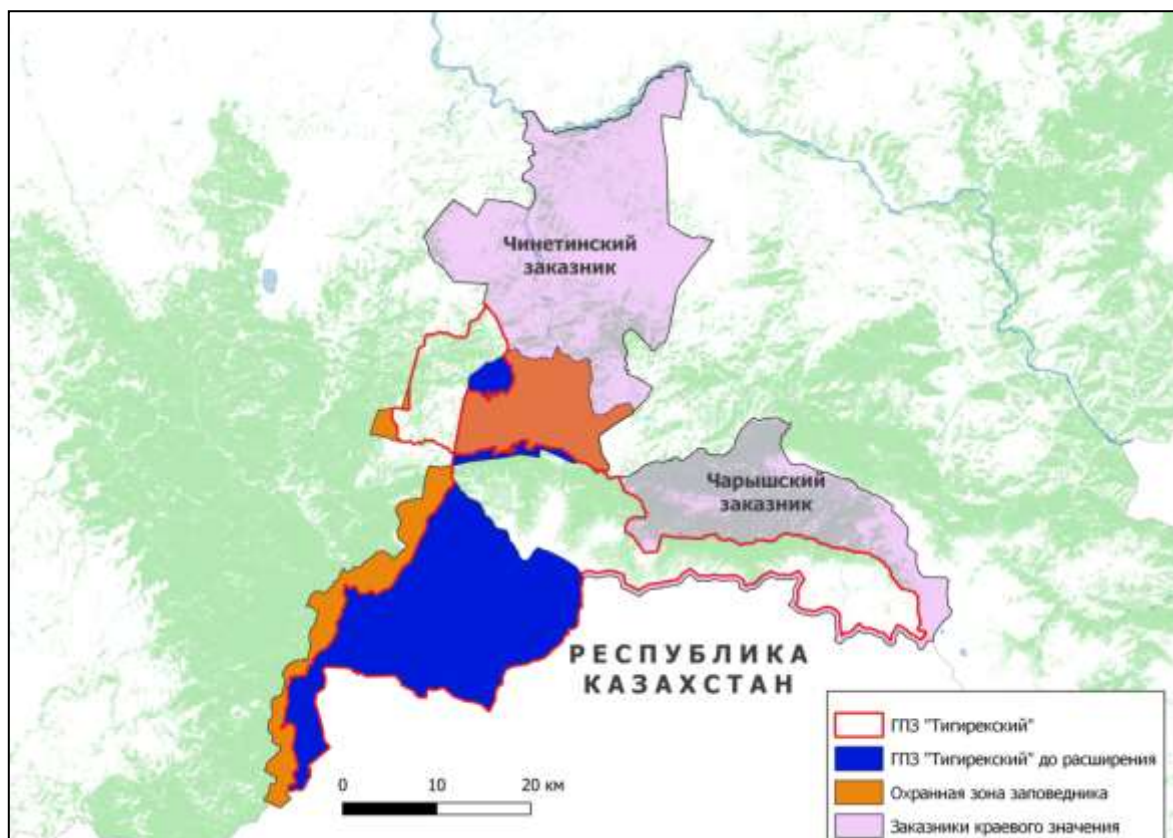 Чинетинский
заказник
Чарышский
заказник
РЕСПУБЛИКА
КАЗАХСТАН
0 10 20 км
ГПЗ "Тигирекский"
ГПЗ "Тигирекский" до расширения
Охранная зона заповедника
Заказники краевого значения